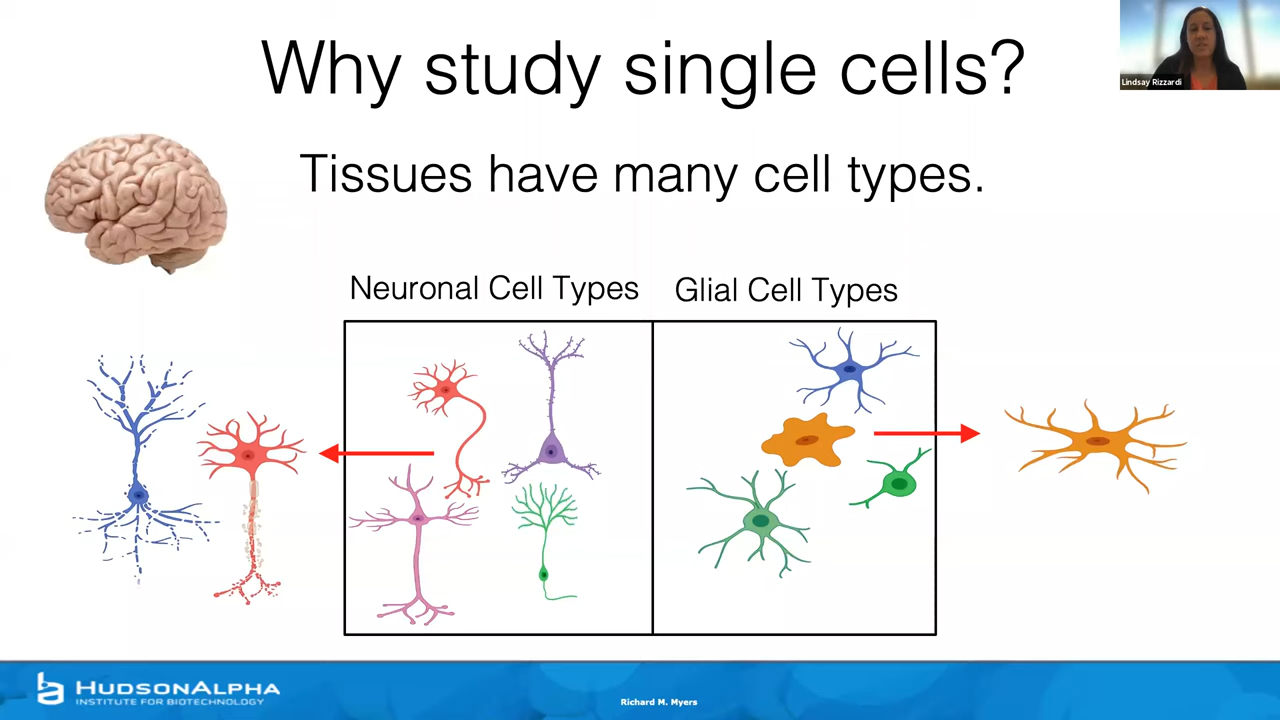 Why study single cells?
Lindsay Rizzardi
Tissues have many cell types.
Neuronal Cell Types
Glial Cell Types
HUDSONALPHA
INSTITUTE FOR BIOTECHNOLOGY
Richard M. Myers